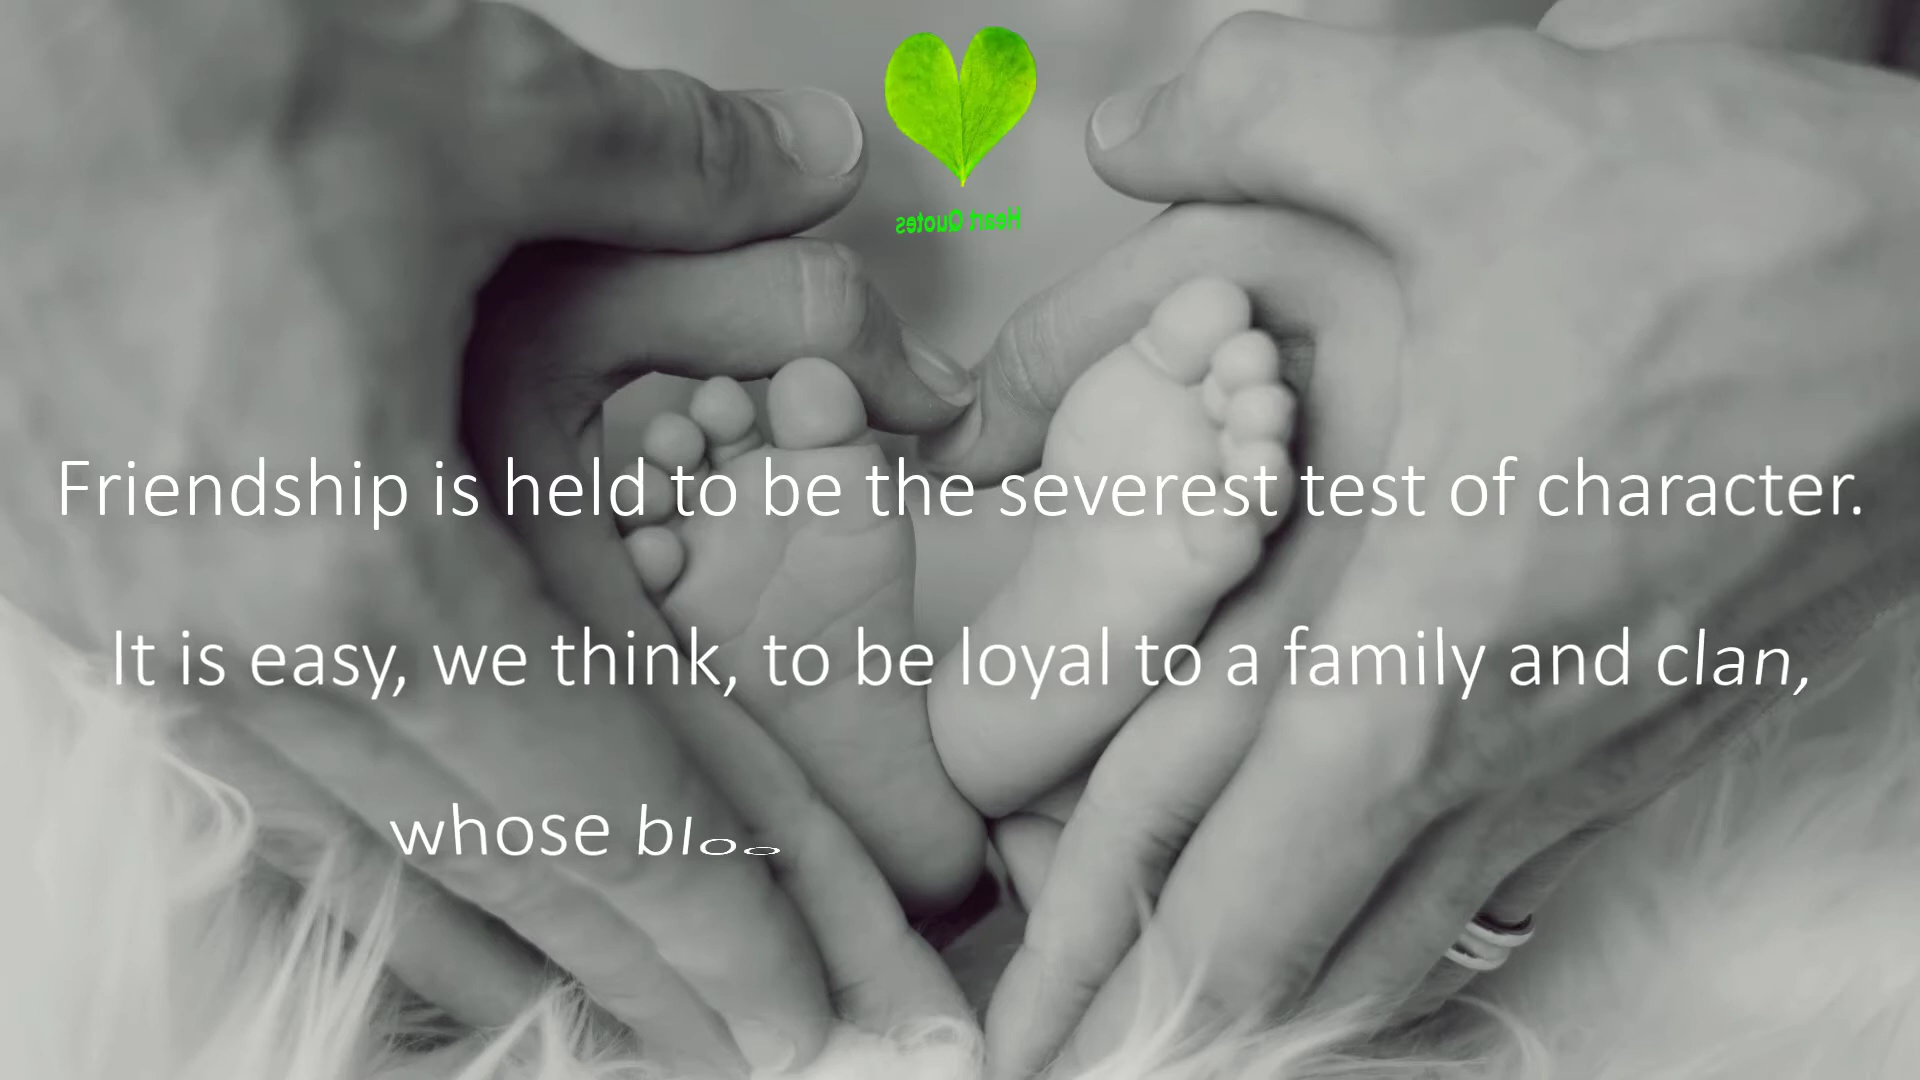 Heart Quotes
Friendship is held to be the severest test of character.
It is easy, we think, to be loyal to a family and clan,
whose bloo